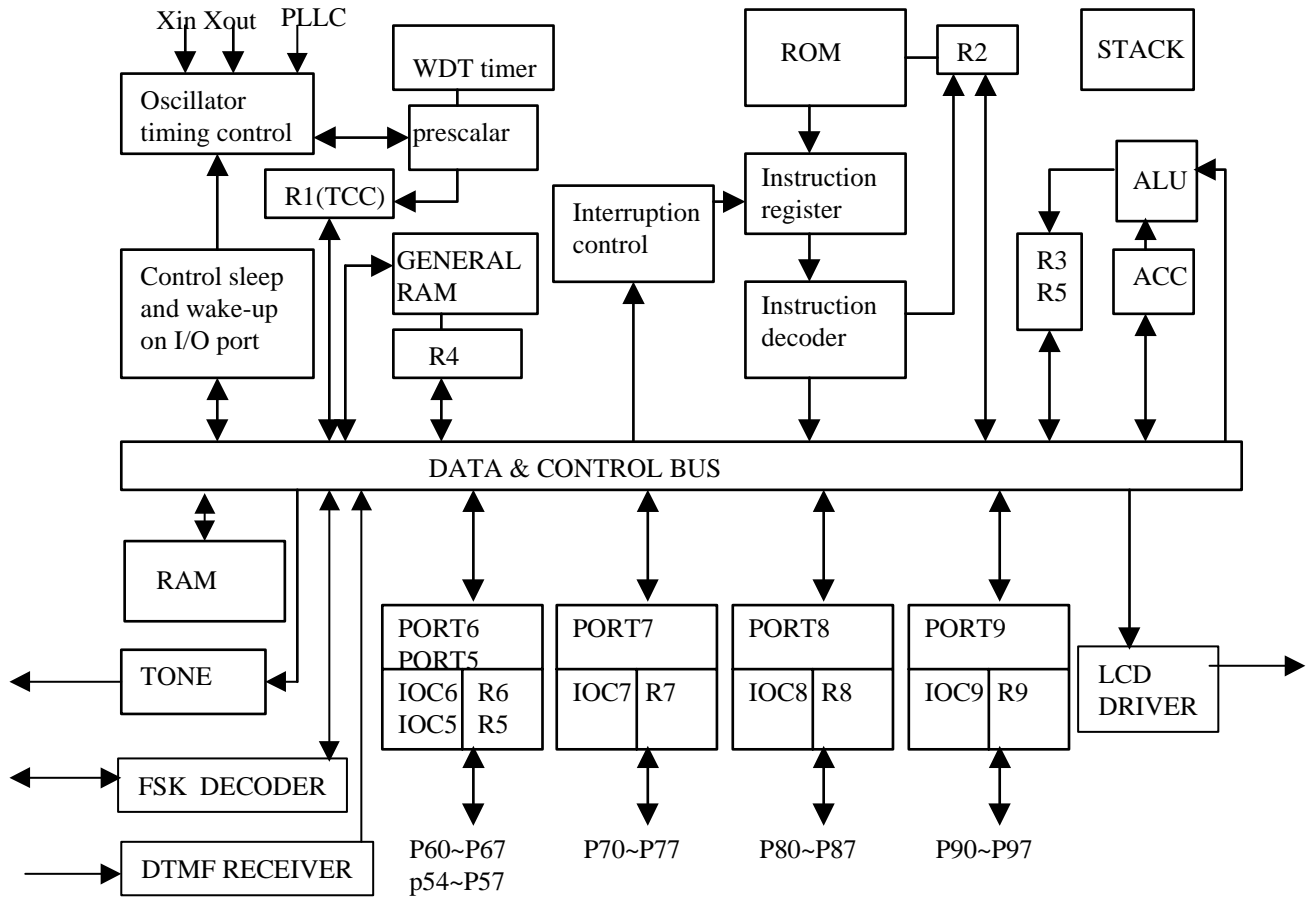 Xin Xout
PLLC
WDT timer
ROM
R2
STACK
Oscillator
timing control
prescalar
R1(TCC)
Interruption
control
Instruction
register
ALU
Control sleep
and wake-up
on I/O port
GENERAL
RAM
R4
Instruction
decoder
R3
R5
ACC
DATA & CONTROL BUS
RAM
TONE
FSK DECODER
DTMF RECEIVER
PORT6
PORT5
IOC6
IOC5
R6
R5
P60~P67
p54~P57
PORT7
IOC7
R7
P70~P77
PORT8
IOC8
R8
P80~P87
PORT9
IOC9
R9
P90~P97
LCD
DRIVER